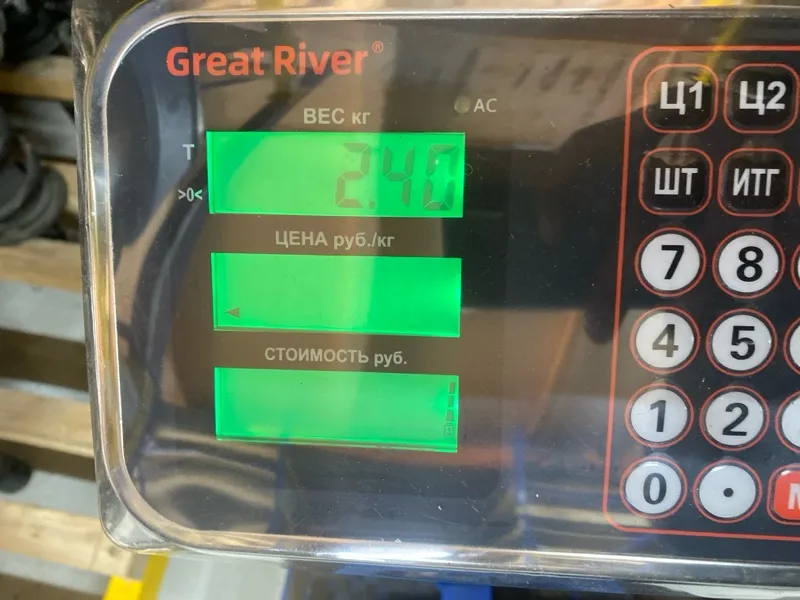 Great River®
ВЕС кг
AC
T
2.40
>0<
ЦЕНА руб./кг
СТОИМОСТЬ руб.
Ц1 Ц2
ШТ ИТГ
7 8
4 5
1 2
0 •
M